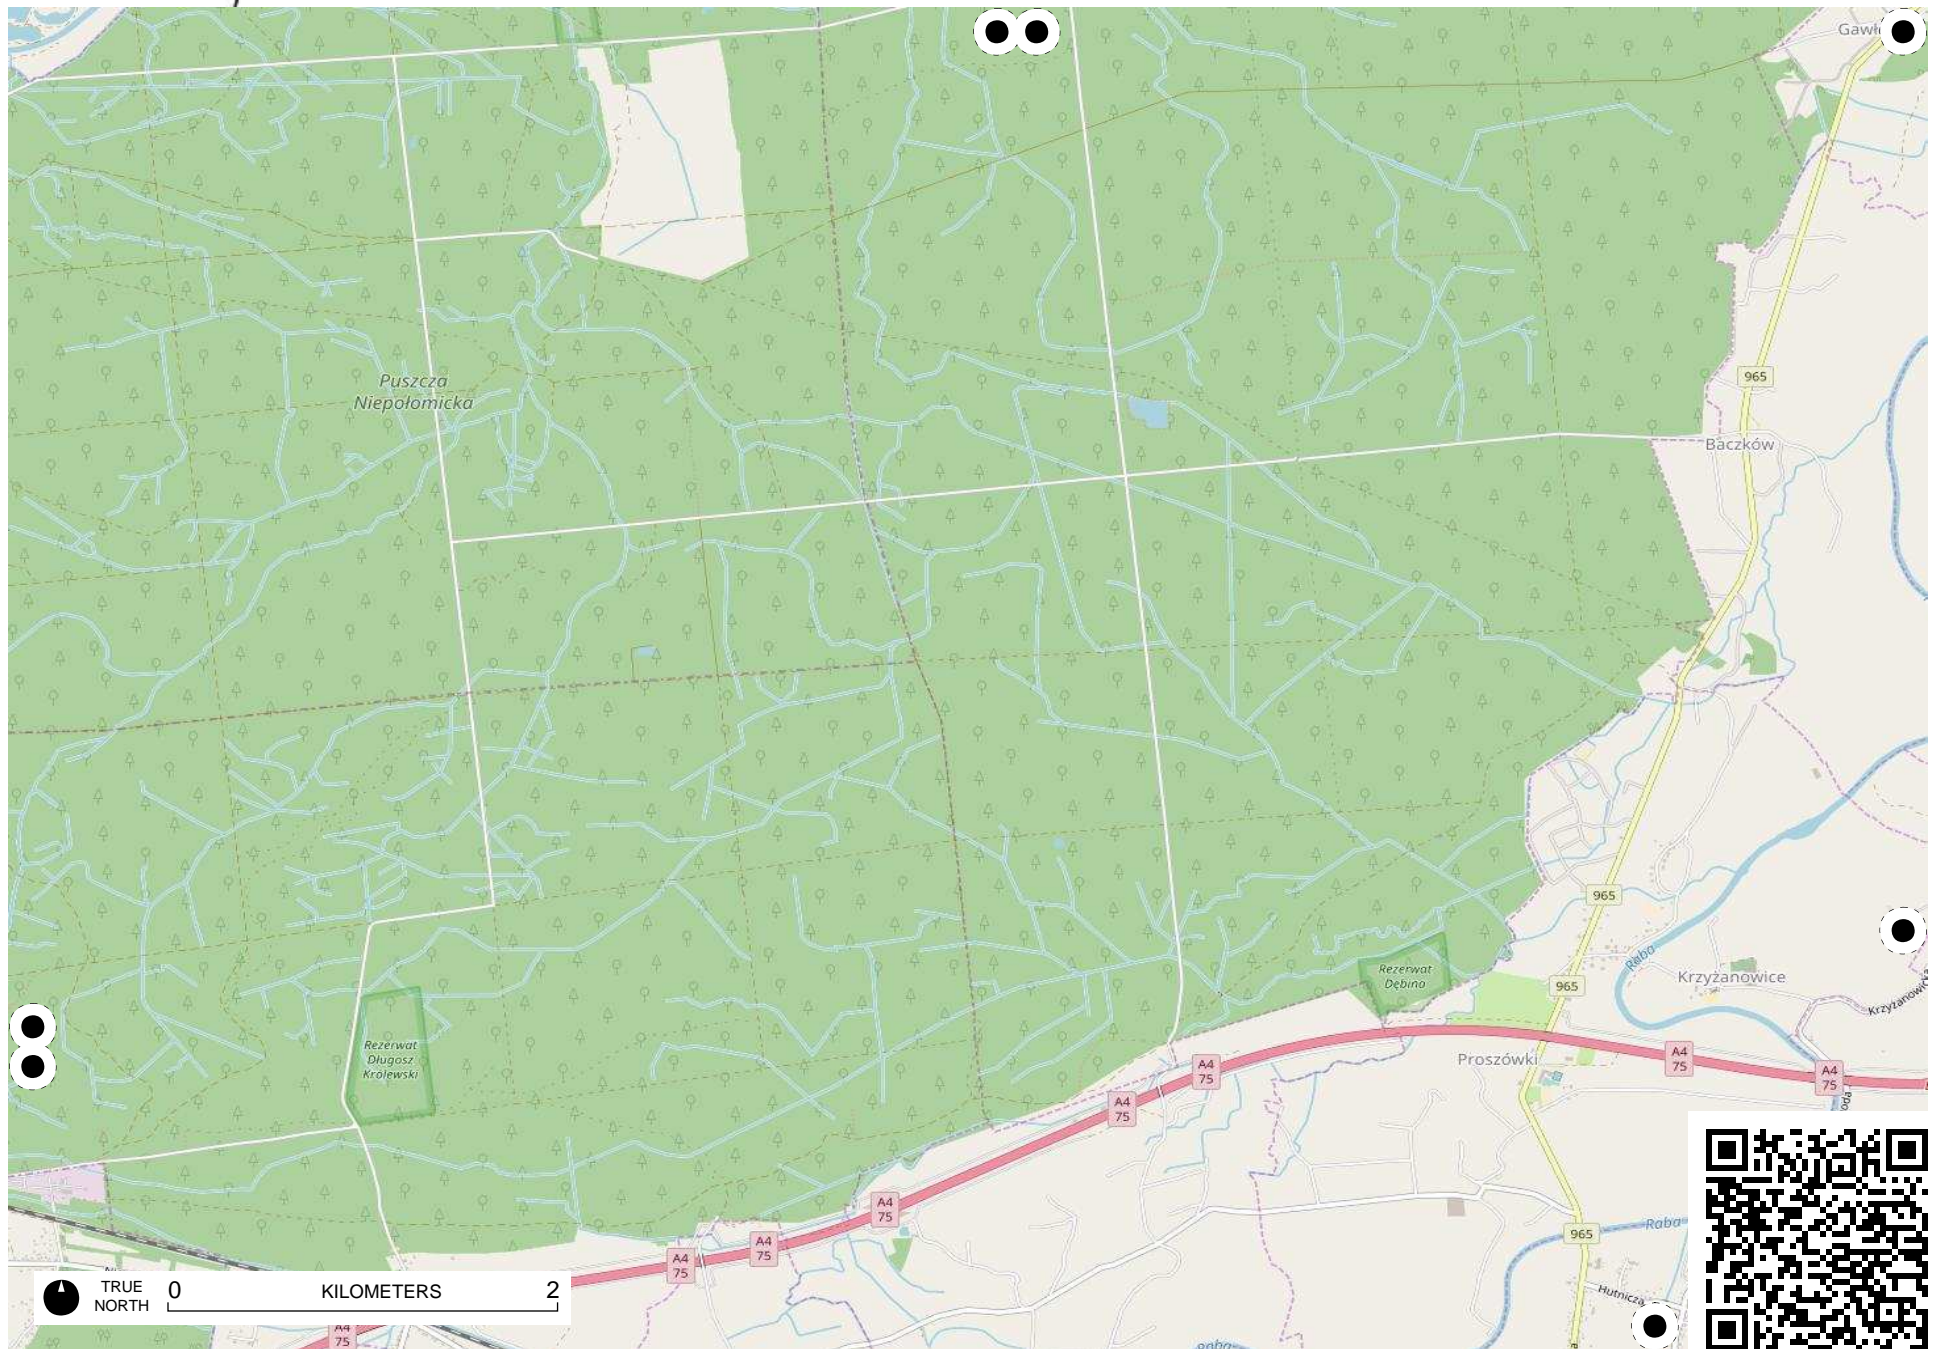 Puszcza
Niepołomicka
965
Baczków
965
Raba
Krzyżanowice
Rezerwat
Dębina
965
Krzyżanowicka
Rezerwat
Długosz
Królewski
Proszówki
A4
75
A4
75
A4
75
A4
75
A4
75
965
Raba
A4
75
A4
75
TRUE
NORTH
0
KILOMETERS
2
Hutnicza
A4
75
Raba